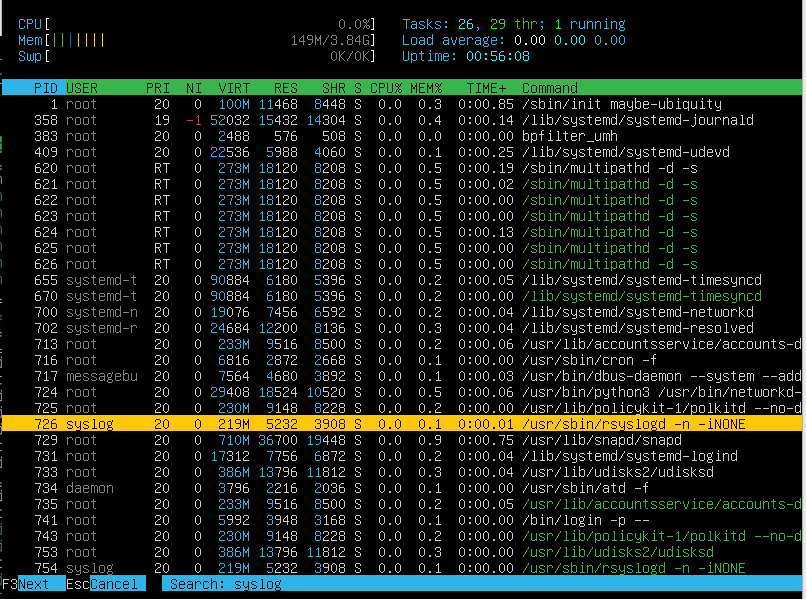 CPU[ 0.0%] Tasks: 26, 29 thr; 1 running
Mem[|||||||| 149M/3.84G] Load average: 0.00 0.00 0.00
Swp[ 0K/0K] Uptime: 00:56:08
PID USER PRI NI VIRT RES SHR S CPU% MEM% TIME+ Command
1 root 20 0 100M 11468 8448 S 0.0 0.3 0:00.85 /sbin/init maybe-ubiquity
358 root 19 -1 52032 15432 14304 S 0.0 0.4 0:00.14 /lib/systemd/systemd-journald
383 root 20 0 2488 576 508 S 0.0 0.0 0:00.00 bpfilter_umh
409 root 20 0 22536 5988 4060 S 0.0 0.1 0:00.25 /lib/systemd/systemd-udevd
620 root RT 0 273M 18120 8208 S 0.0 0.5 0:00.19 /sbin/multipathd -d -s
621 root RT 0 273M 18120 8208 S 0.0 0.5 0:00.02 /sbin/multipathd -d -s
622 root RT 0 273M 18120 8208 S 0.0 0.5 0:00.00 /sbin/multipathd -d -s
623 root RT 0 273M 18120 8208 S 0.0 0.5 0:00.00 /sbin/multipathd -d -s
624 root RT 0 273M 18120 8208 S 0.0 0.5 0:00.13 /sbin/multipathd -d -s
625 root RT 0 273M 18120 8208 S 0.0 0.5 0:00.00 /sbin/multipathd -d -s
626 root RT 0 273M 18120 8208 S 0.0 0.5 0:00.00 /sbin/multipathd -d -s
655 systemd-t 20 0 90884 6180 5396 S 0.0 0.2 0:00.05 /lib/systemd/systemd-timesyncd
670 systemd-t 20 0 90884 6180 5396 S 0.0 0.2 0:00.00 /lib/systemd/systemd-timesyncd
700 systemd-n 20 0 19076 7456 6592 S 0.0 0.2 0:00.04 /lib/systemd/systemd-networkd
702 systemd-r 20 0 24684 12200 8136 S 0.0 0.3 0:00.04 /lib/systemd/systemd-resolved
713 root 20 0 233M 9516 8500 S 0.0 0.2 0:00.06 /usr/lib/accountsservice/accounts-d
716 root 20 0 6816 2872 2668 S 0.0 0.1 0:00.00 /usr/sbin/cron -f
717 messagebu 20 0 7564 4680 3892 S 0.0 0.1 0:00.03 /usr/bin/dbus-daemon --system --add
724 root 20 0 29408 18524 10520 S 0.0 0.5 0:00.06 /usr/bin/python3 /usr/bin/networkd-
725 root 20 0 230M 9148 8228 S 0.0 0.2 0:00.00 /usr/lib/policykit-1/polkitd --no-d
726 syslog 20 0 219M 5232 3908 S 0.0 0.1 0:00.01 /usr/sbin/rsyslogd -n -iNONE
729 root 20 0 710M 36700 19448 S 0.0 0.9 0:00.75 /usr/lib/snapd/snapd
731 root 20 0 17312 7756 6872 S 0.0 0.2 0:00.04 /lib/systemd/systemd-logind
733 root 20 0 386M 13796 11812 S 0.0 0.3 0:00.04 /usr/lib/udisks2/udisksd
734 daemon 20 0 3796 2216 2036 S 0.0 0.1 0:00.00 /usr/sbin/atd -f
735 root 20 0 233M 9516 8500 S 0.0 0.2 0:00.05 /usr/lib/accountsservice/accounts-d
741 root 20 0 5992 3948 3168 S 0.0 0.1 0:00.00 /bin/login -p --
743 root 20 0 230M 9148 8228 S 0.0 0.2 0:00.00 /usr/lib/policykit-1/polkitd --no-d
753 root 20 0 386M 13796 11812 S 0.0 0.3 0:00.00 /usr/lib/udisks2/udisksd
754 syslog 20 0 219M 5232 3908 S 0.0 0.1 0:00.00 /usr/sbin/rsyslogd -n -iNONE
F3Next EscCancel Search: syslog